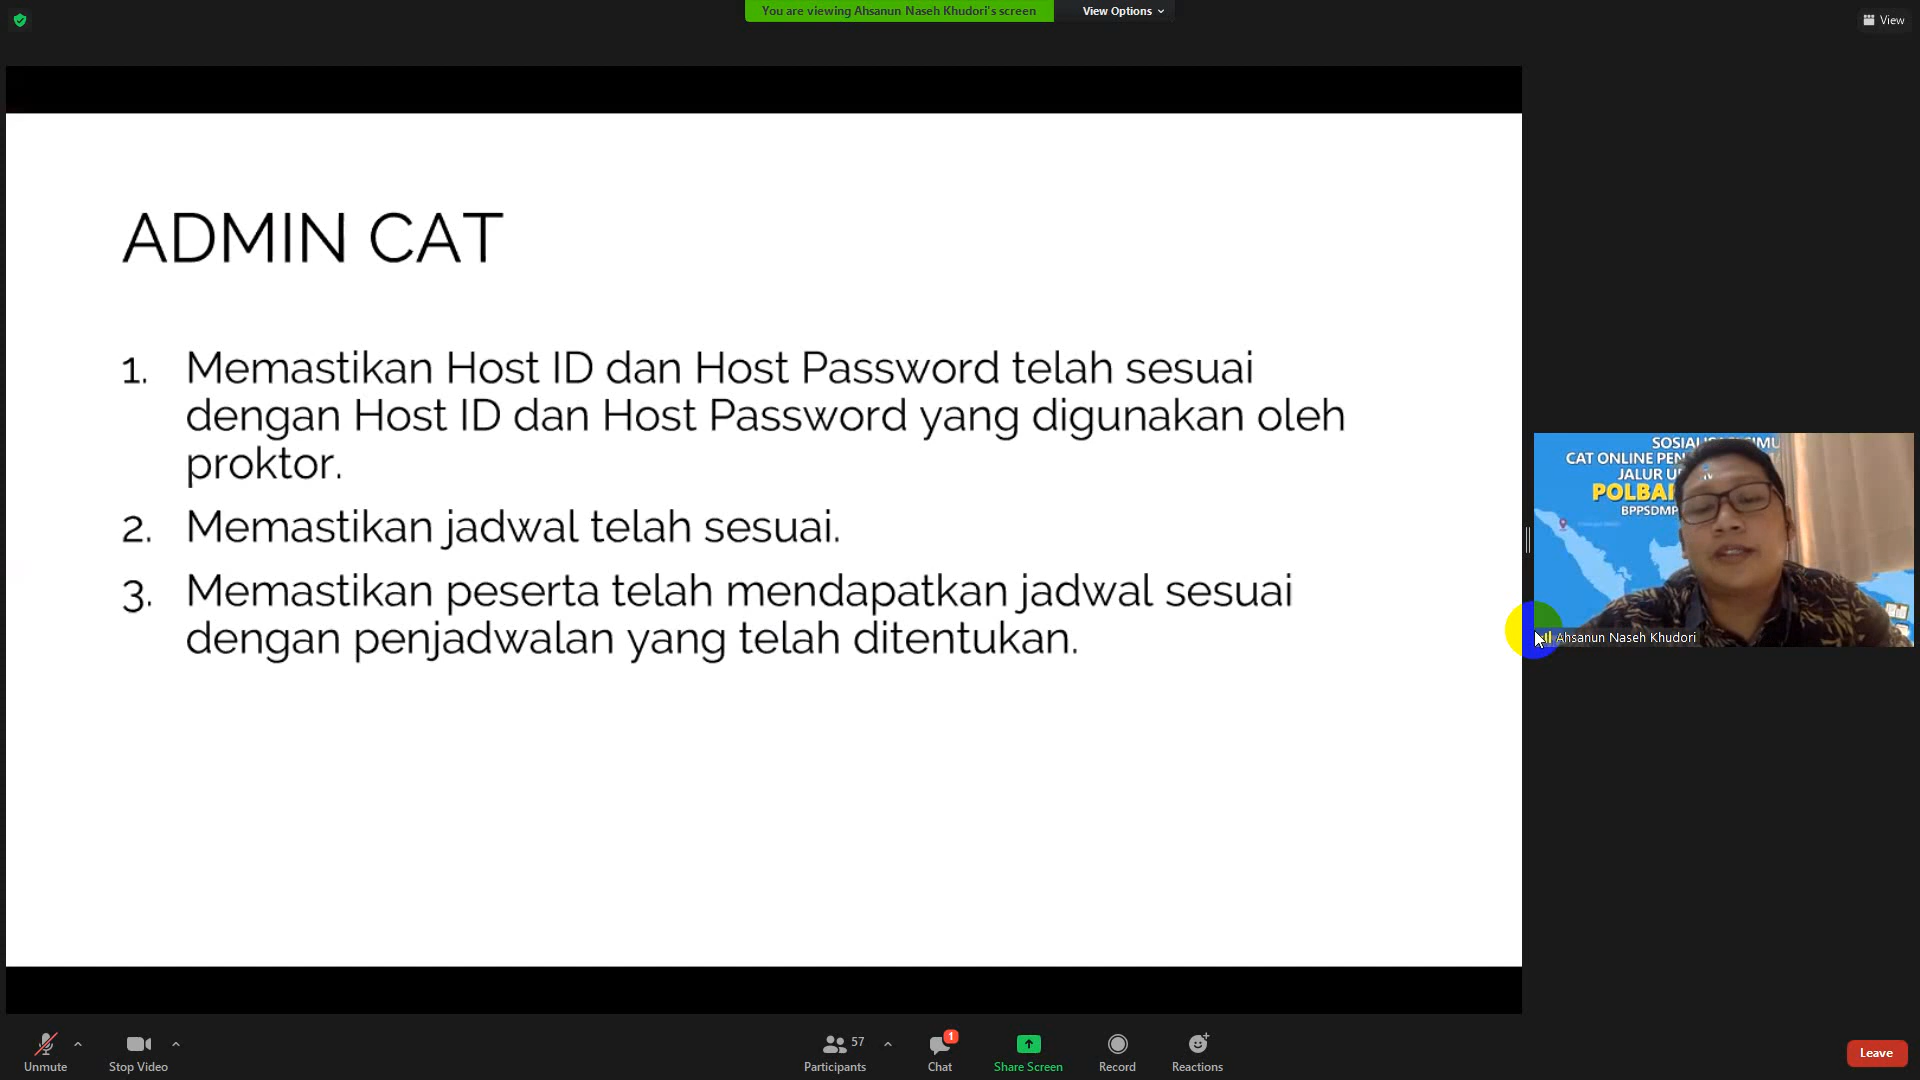 You are viewing Ahsanun Naseh Khudori's screen
View Options
View
ADMIN CAT
1. Memastikan Host ID dan Host Password telah sesuai
dengan Host ID dan Host Password yang digunakan oleh
proktor.
2. Memastikan jadwal telah sesuai.
3. Memastikan peserta telah mendapatkan jadwal sesuai
dengan penjadwalan yang telah ditentukan.
CAT ONLINE
JALUR
BPPSDMP
Ahsanun Naseh Khudori
Unmute
Stop Video
57
Participants
1
Chat
Share Screen
Record
Reactions
Leave